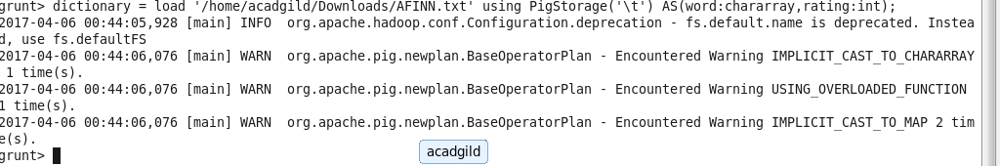 grunt> dictionary = load '/home/acadgild/Downloads/AFINN.txt' using PigStorage('\t') AS(word:chararray,rating:int);
2017-04-06 00:44:05,928 [main] INFO  org.apache.hadoop.conf.Configuration.deprecation - fs.default.name is deprecated. Instea
d, use fs.defaultFS
2017-04-06 00:44:06,076 [main] WARN  org.apache.pig.newplan.BaseOperatorPlan - Encountered Warning IMPLICIT_CAST_TO_CHARARRAY
 1 time(s).
2017-04-06 00:44:06,076 [main] WARN  org.apache.pig.newplan.BaseOperatorPlan - Encountered Warning USING_OVERLOADED_FUNCTION
1 time(s).
2017-04-06 00:44:06,076 [main] WARN  org.apache.pig.newplan.BaseOperatorPlan - Encountered Warning IMPLICIT_CAST_TO_MAP 2 tim
e(s).
grunt>
acadgild